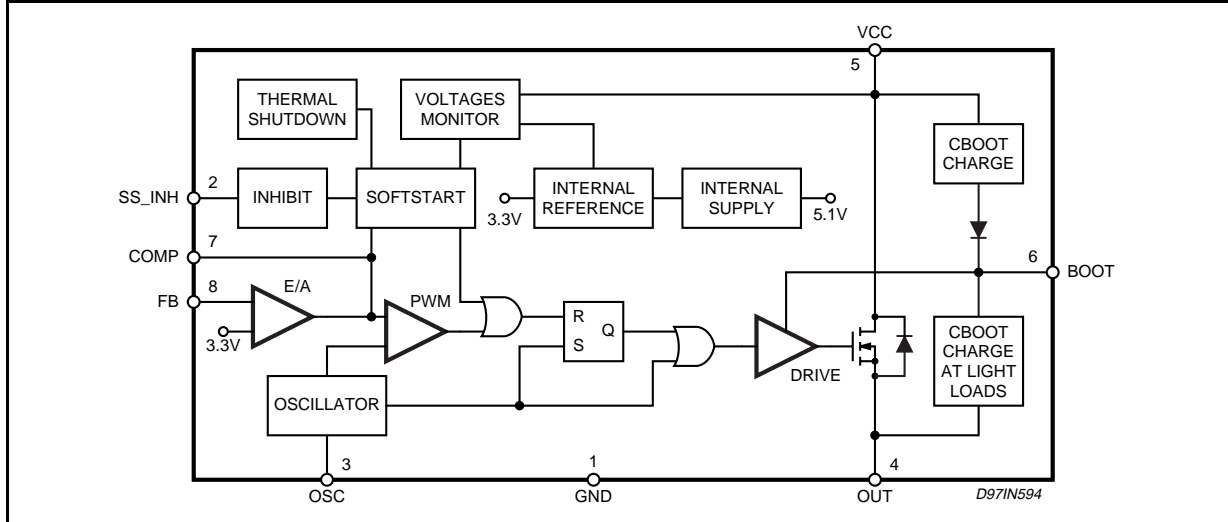 VCC
5
THERMAL
SHUTDOWN
VOLTAGES
MONITOR
CBOOT
CHARGE
SS_INH
2
INHIBIT
SOFTSTART
3.3V
INTERNAL
REFERENCE
INTERNAL
SUPPLY
5.1V
COMP
7
6
BOOT
FB
8
E/A
3.3V
PWM
R
S
Q
DRIVE
CBOOT
CHARGE
AT LIGHT
LOADS
OSCILLATOR
3
OSC
1
GND
4
OUT
D97IN594